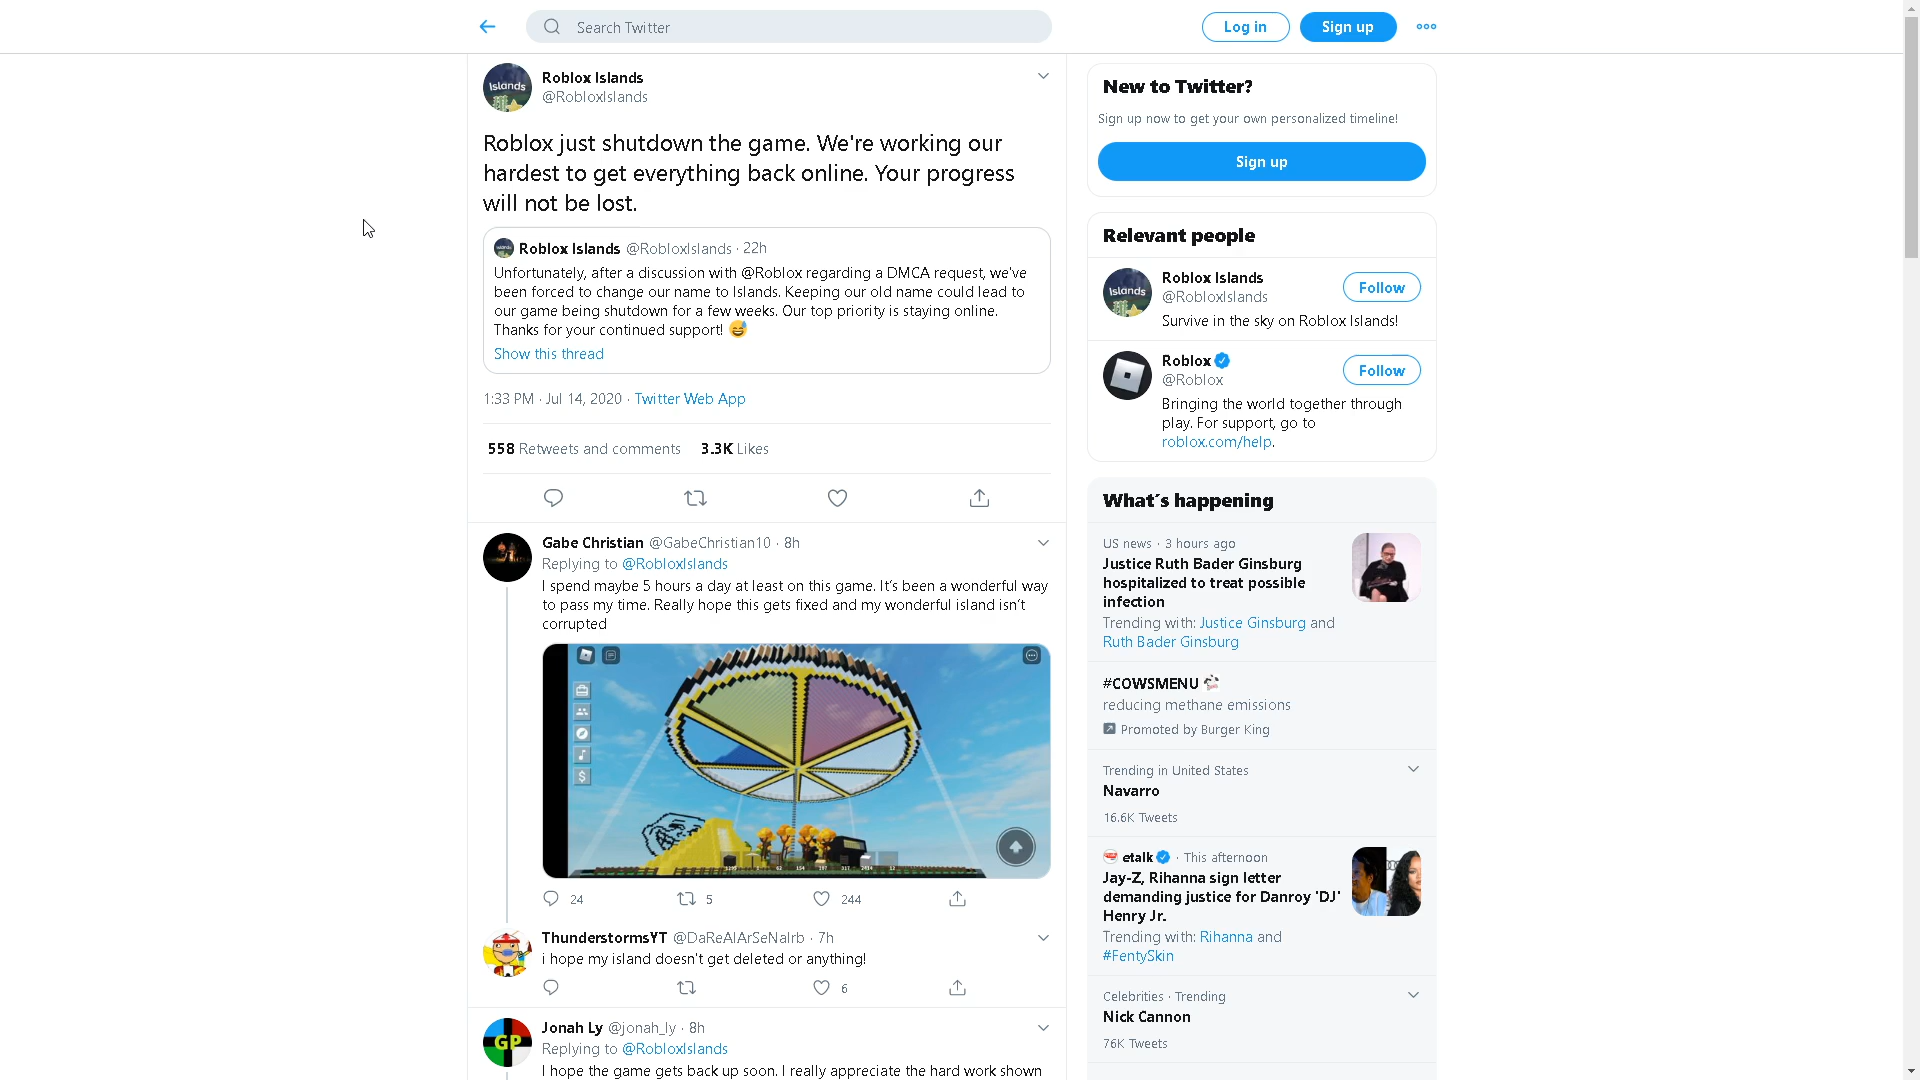 Search Twitter
Log in
Sign up
Islands
Roblox Islands
@RobloxIslands
Roblox just shutdown the game. We're working our
hardest to get everything back online. Your progress
will not be lost.
Roblox Islands @RobloxIslands · 22h
Unfortunately, after a discussion with @Roblox regarding a DMCA request, we've
been forced to change our name to Islands. Keeping our old name could lead to
our game being shutdown for a few weeks. Our top priority is staying online.
Thanks for your continued support! 😅
Show this thread
1:33 PM · Jul 14, 2020 · Twitter Web App
558 Retweets and comments 3.3K Likes
Gabe Christian @GabeChristian10 · 8h
Replying to @RobloxIslands
I spend maybe 5 hours a day at least on this game. It's been a wonderful way
to pass my time. Really hope this gets fixed and my wonderful island isn't
corrupted
24 5 244
ThunderstormsYT @DaReAlArSeNalrb · 7h
i hope my island doesn't get deleted or anything!
6
GP
Jonah Ly @jonah_ly · 8h
Replying to @RobloxIslands
I hope the game gets back up soon. I really appreciate the hard work shown
New to Twitter?
Sign up now to get your own personalized timeline!
Sign up
Relevant people
Islands
Roblox Islands
@RobloxIslands
Follow
Survive in the sky on Roblox Islands!
Roblox
@Roblox
Follow
Bringing the world together through
play. For support, go to
roblox.com/help.
What's happening
US news · 3 hours ago
Justice Ruth Bader Ginsburg
hospitalized to treat possible
infection
Trending with: Justice Ginsburg and
Ruth Bader Ginsburg
#COWSMENU
reducing methane emissions
Promoted by Burger King
Trending in United States
Navarro
16.6K Tweets
etalk · This afternoon
Jay-Z, Rihanna sign letter
demanding justice for Danroy 'DJ'
Henry Jr.
Trending with: Rihanna and
#FentySkin
Celebrities · Trending
Nick Cannon
76K Tweets